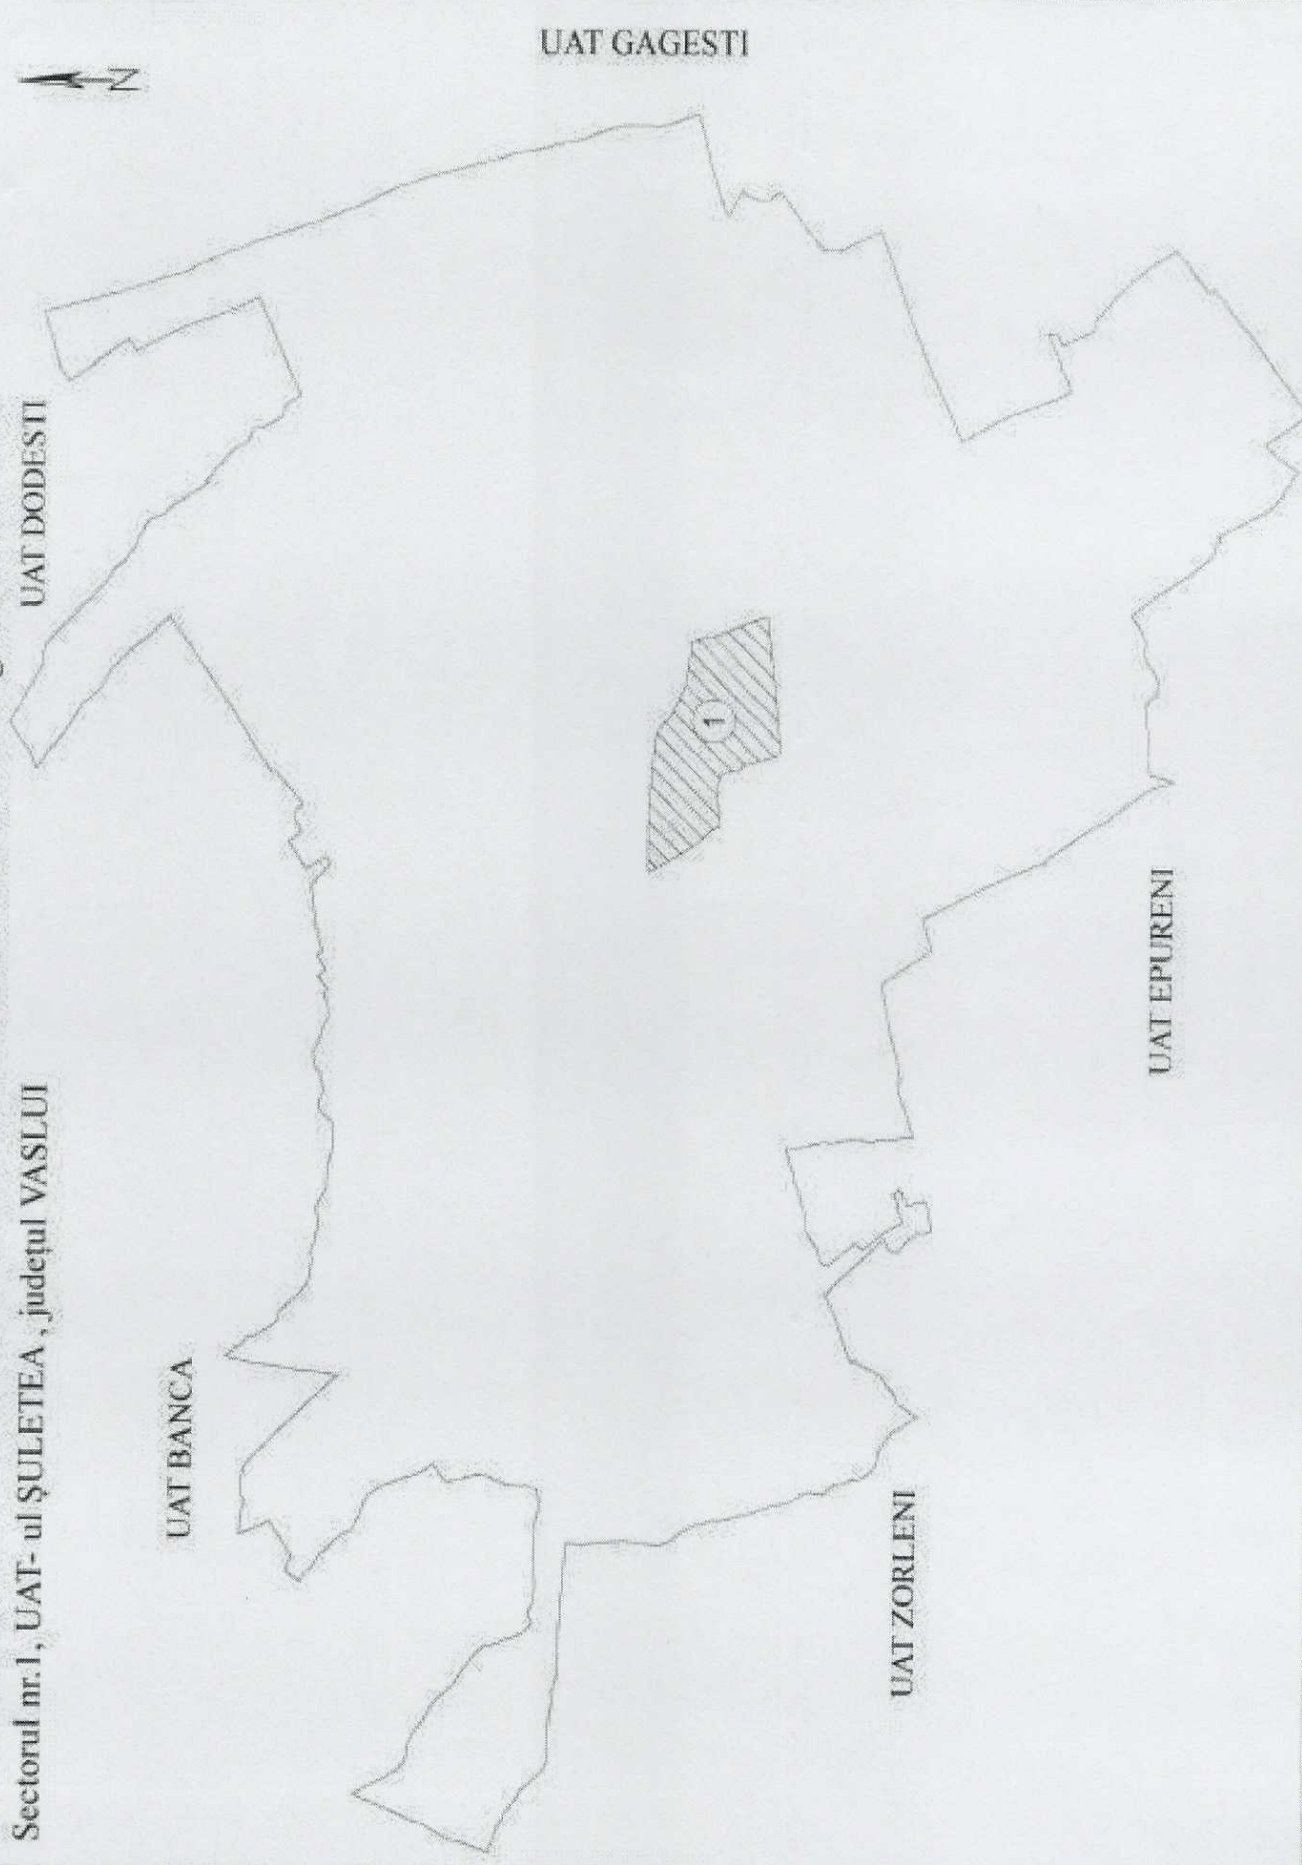 Sectorul nr.1, UAT- ul ŞULETEA , judeţul VASLUI
UAT BANCA
UAT DODESTI
N
UAT GAGESTI
1
UAT ZORLENI
UAT EPURENI